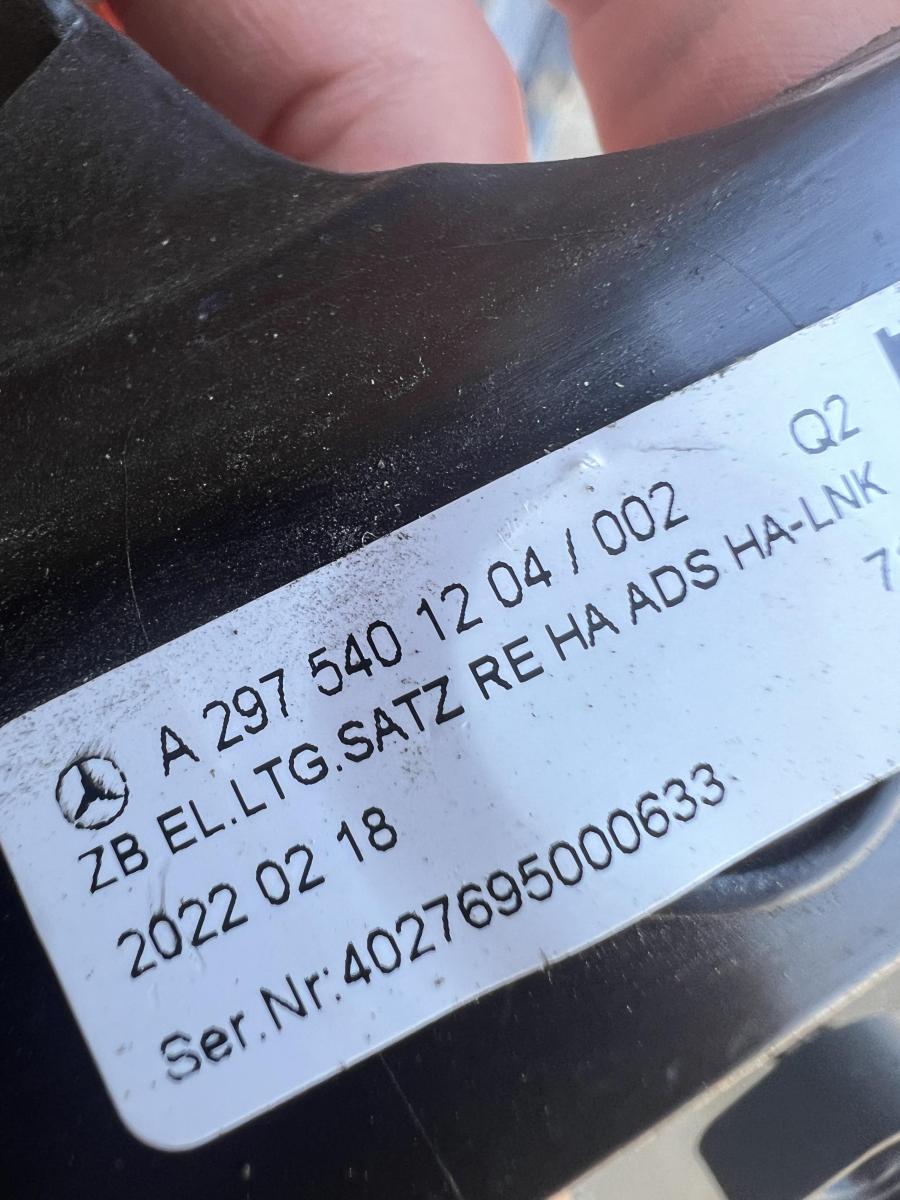 Q2
A 297 540 12 04 / 002
ZB EL.LTG.SATZ RE HA ADS HA-LNK
2022 02 18
Ser.Nr:4027695000633